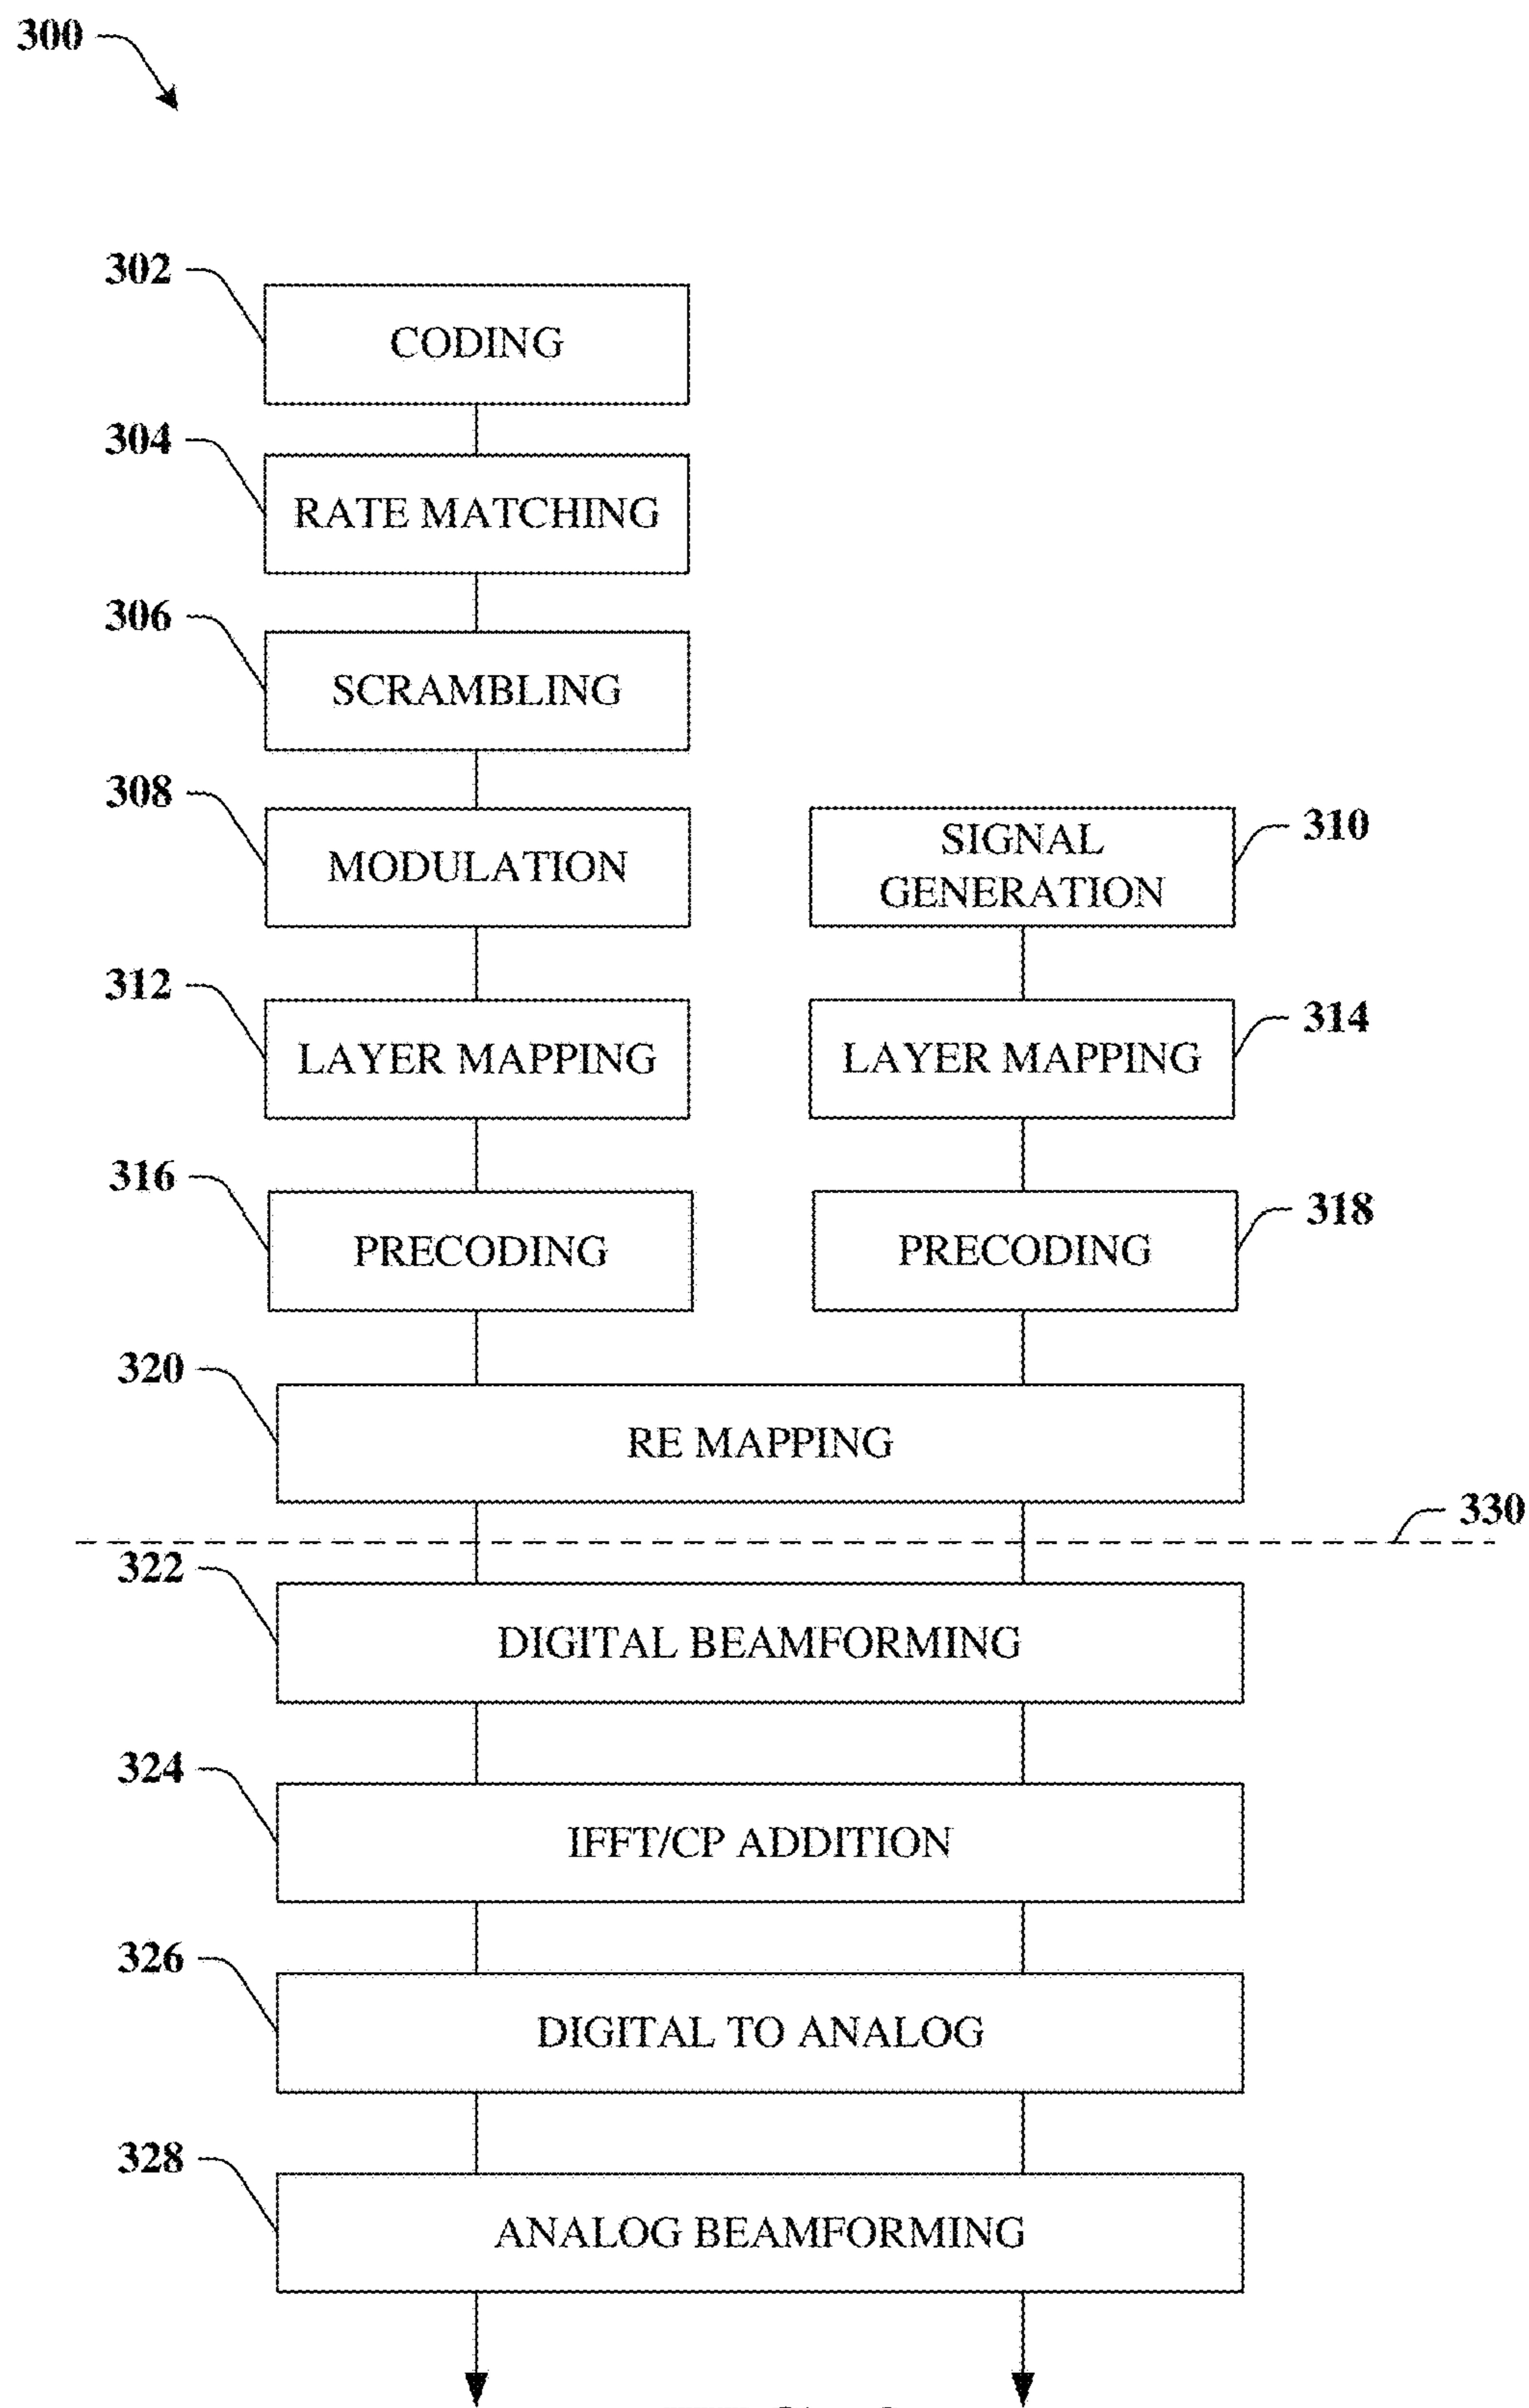 300
302
CODING
304
RATE MATCHING
306
SCRAMBLING
308
MODULATION
SIGNAL
GENERATION
310
312
LAYER MAPPING
LAYER MAPPING
314
316
PRECODING
PRECODING
318
320
RE MAPPING
330
322
DIGITAL BEAMFORMING
324
IFFT/CP ADDITION
326
DIGITAL TO ANALOG
328
ANALOG BEAMFORMING